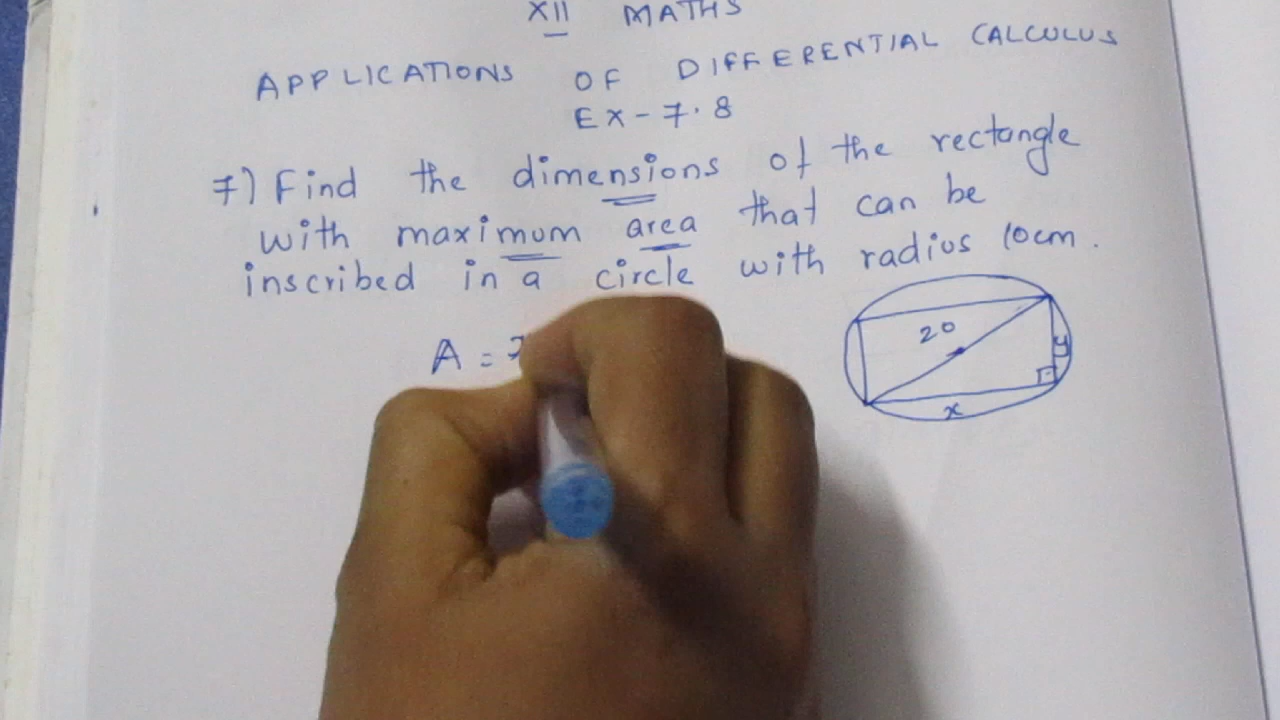 XII MATHS
APPLICATIONS OF DIFFERENTIAL CALCULUS
EX-7.8
7) Find the dimensions of the rectangle
with maximum area that can be
inscribed in a circle with radius 10cm.
20
y
x
A =